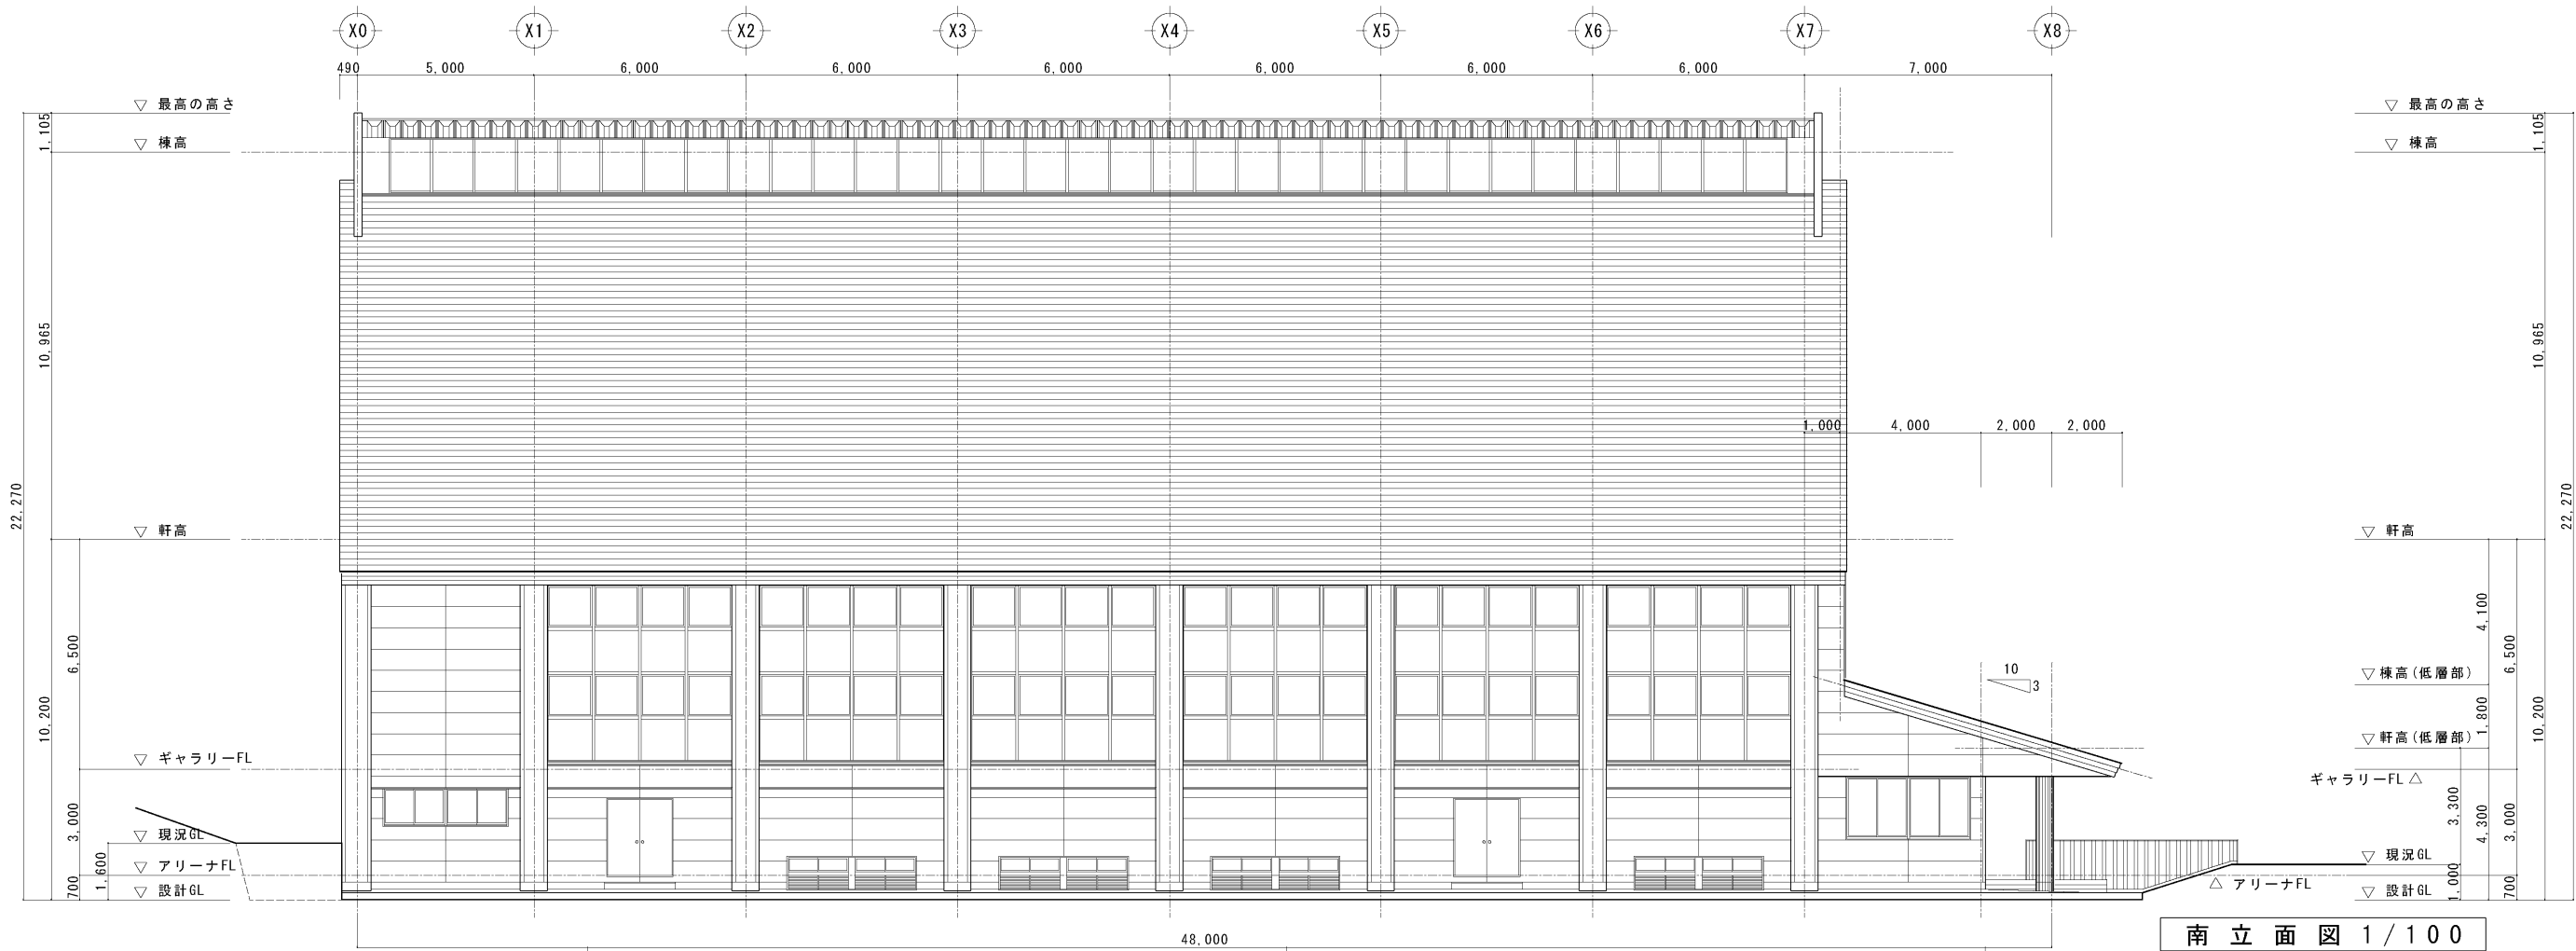 X0 X1 X2 X3 X4 X5 X6 X7 X8
490 5,000 6,000 6,000 6,000 6,000 6,000 6,000 7,000
▽ 最高の高さ
▽ 棟高
▽ 軒高
▽ ギャラリーFL
▽ 現況GL
▽ アリーナFL
▽ 設計GL
22,270
1,105
10,965
10,200
6,500
3,000
700
1,600
1,000 4,000 2,000 2,000
10
3
▽ 最高の高さ
▽ 棟高
▽ 軒高
▽ 棟高(低層部)
▽ 軒高(低層部)
ギャラリーFL △
▽ 現況GL
△ アリーナFL
▽ 設計GL
1,105
10,965
22,270
4,100
6,500
1,800
10,200
3,300
4,300
3,000
1,000
700
48,000
南立面図 1/100